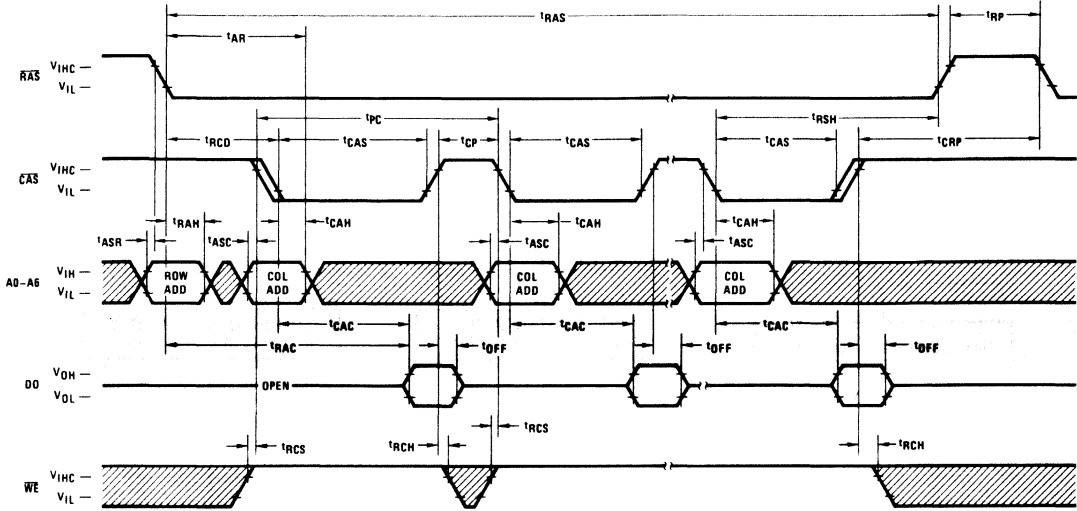 tRAS
tRP
tAR
RAS
VIHC
VIL
tPC
tRSH
tRCD
tCAS
tCP
tCAS
tCAS
tCRP
CAS
VIHC
VIL
tRAH
tCAH
tCAH
tCAH
tASR
tASC
tASC
tASC
A0-A6
VIH
VIL
ROW ADD
COL ADD
COL ADD
COL ADD
tCAC
tCAC
tCAC
tRAC
tOFF
tOFF
tOFF
DO
VOH
VOL
OPEN
tRCS
tRCH
tRCS
tRCH
WE
VIHC
VIL